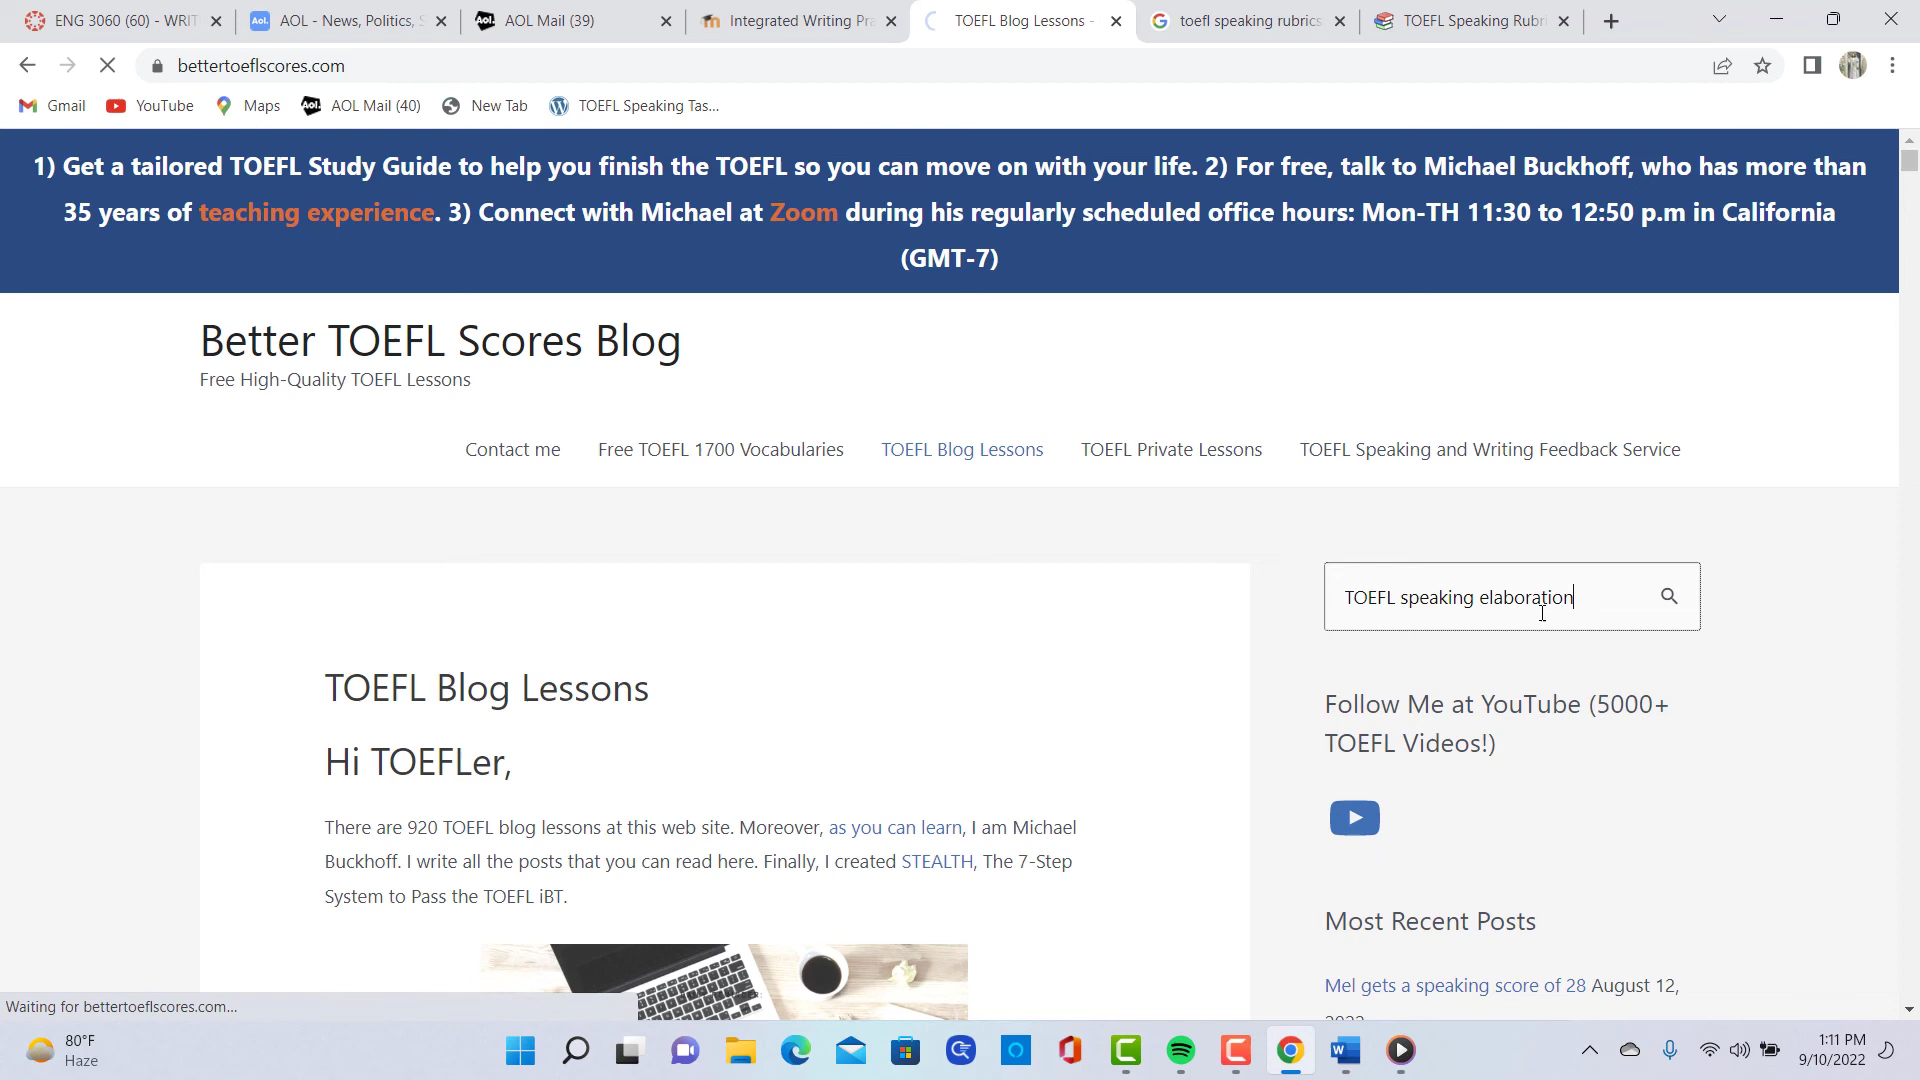 ENG 3060 (60) - WRIT
AOL - News, Politics, S
AOL Mail (39)
Integrated Writing Pra
TOEFL Blog Lessons -
toefl speaking rubrics
TOEFL Speaking Rubri
bettertoeflscores.com
Gmail
YouTube
Maps
AOL Mail (40)
New Tab
TOEFL Speaking Tas...
1) Get a tailored TOEFL Study Guide to help you finish the TOEFL so you can move on with your life. 2) For free, talk to Michael Buckhoff, who has more than
35 years of teaching experience. 3) Connect with Michael at Zoom during his regularly scheduled office hours: Mon-TH 11:30 to 12:50 p.m in California
(GMT-7)
Better TOEFL Scores Blog
Free High-Quality TOEFL Lessons
Contact me
Free TOEFL 1700 Vocabularies
TOEFL Blog Lessons
TOEFL Private Lessons
TOEFL Speaking and Writing Feedback Service
TOEFL speaking elaboration
TOEFL Blog Lessons
Hi TOEFLer,
There are 920 TOEFL blog lessons at this web site. Moreover, as you can learn, I am Michael
Buckhoff. I write all the posts that you can read here. Finally, I created STEALTH, The 7-Step
System to Pass the TOEFL iBT.
Follow Me at YouTube (5000+
TOEFL Videos!)
Most Recent Posts
Mel gets a speaking score of 28 August 12,
Waiting for bettertoeflscores.com...
80°F
Haze
1:11 PM
9/10/2022